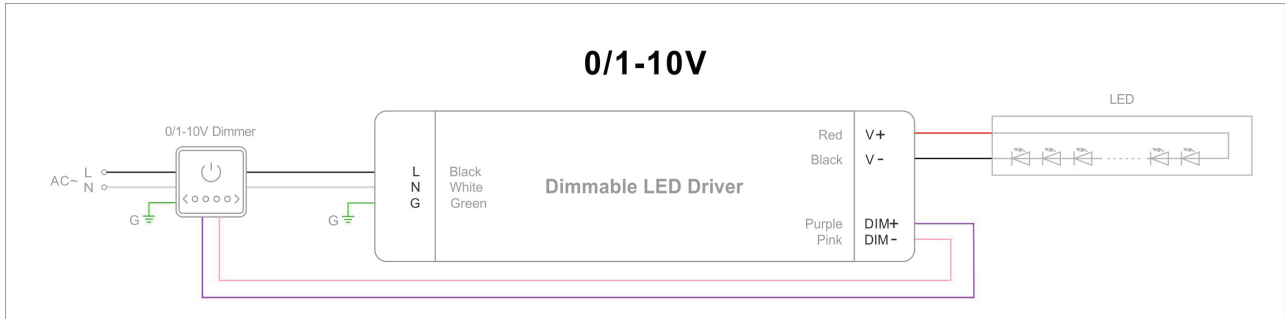 0/1-10V
LED
0/1-10V Dimmer
AC~ L
N
G
G
L Black
N White
G Green
Dimmable LED Driver
Red V+
Black V-
Purple DIM+
Pink DIM-